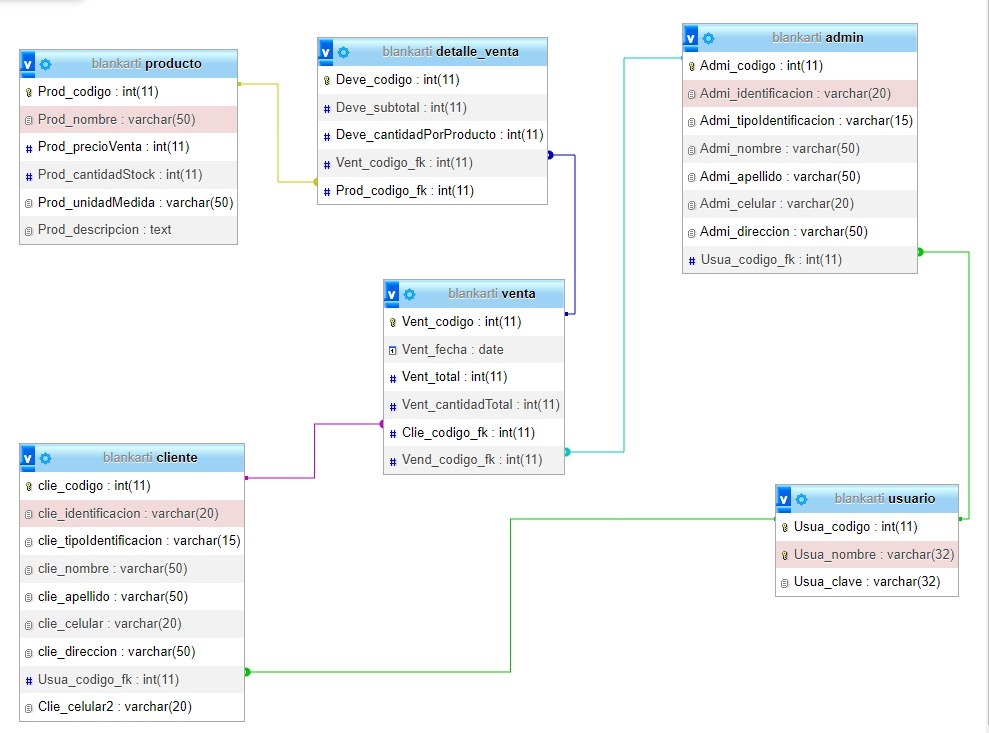 blankarti producto
Prod_codigo : int(11)
Prod_nombre : varchar(50)
# Prod_precioVenta : int(11)
# Prod_cantidadStock : int(11)
Prod_unidadMedida : varchar(50)
Prod_descripcion : text
blankarti detalle_venta
Deve_codigo : int(11)
# Deve_subtotal : int(11)
# Deve_cantidadPorProducto : int(11)
# Vent_codigo_fk : int(11)
# Prod_codigo_fk : int(11)
blankarti admin
Admi_codigo : int(11)
Admi_identificacion : varchar(20)
Admi_tipoIdentificacion : varchar(15)
Admi_nombre : varchar(50)
Admi_apellido : varchar(50)
Admi_celular : varchar(20)
Admi_direccion : varchar(50)
# Usua_codigo_fk : int(11)
blankarti venta
Vent_codigo : int(11)
Vent_fecha : date
# Vent_total : int(11)
# Vent_cantidadTotal : int(11)
# Clie_codigo_fk : int(11)
# Vend_codigo_fk : int(11)
blankarti cliente
clie_codigo : int(11)
clie_identificacion : varchar(20)
clie_tipoIdentificacion : varchar(15)
clie_nombre : varchar(50)
clie_apellido : varchar(50)
clie_celular : varchar(20)
clie_direccion : varchar(50)
# Usua_codigo_fk : int(11)
Clie_celular2 : varchar(20)
blankarti usuario
Usua_codigo : int(11)
Usua_nombre : varchar(32)
Usua_clave : varchar(32)